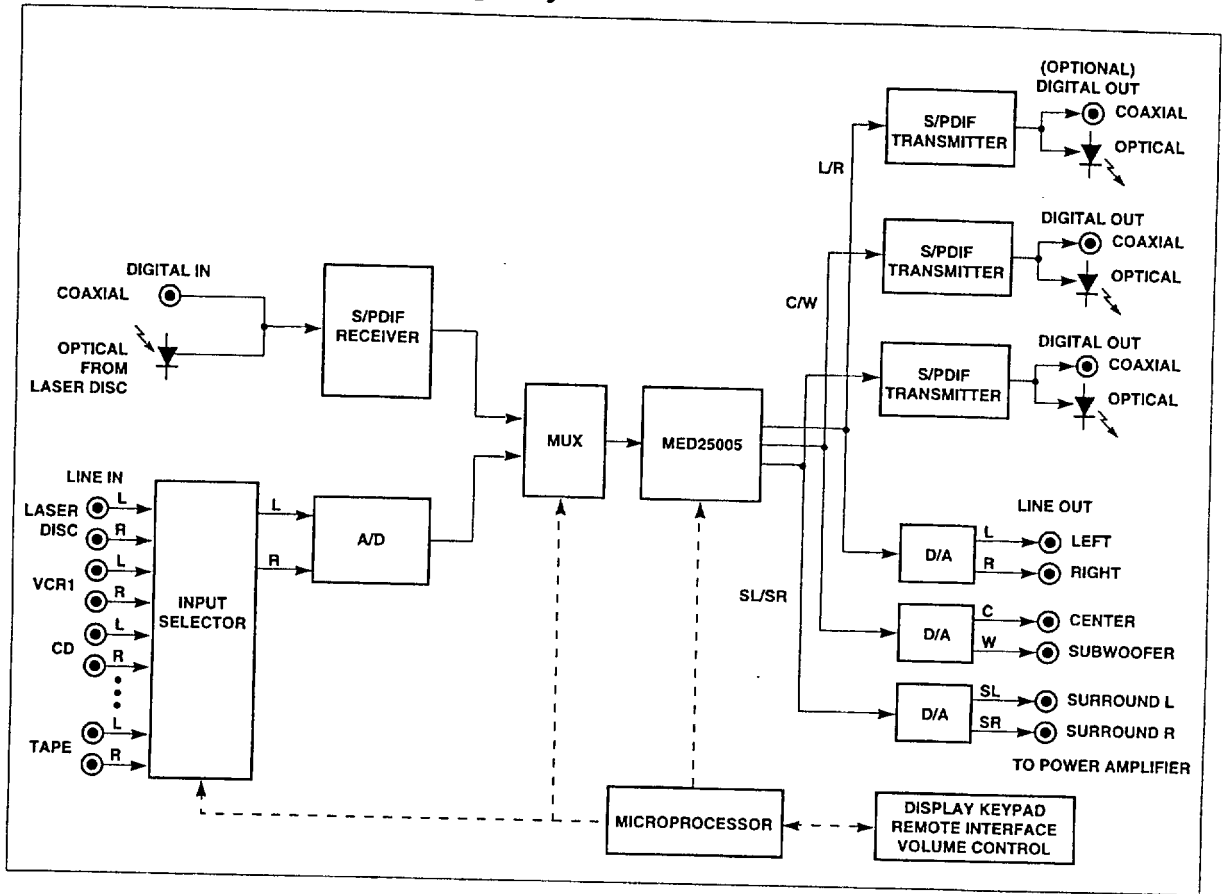 (OPTIONAL)
DIGITAL OUT
COAXIAL
OPTICAL
S/PDIF
TRANSMITTER
L/R
DIGITAL OUT
COAXIAL
OPTICAL
S/PDIF
TRANSMITTER
C/W
DIGITAL OUT
COAXIAL
OPTICAL
S/PDIF
TRANSMITTER
DIGITAL IN
COAXIAL
OPTICAL
FROM
LASER DISC
S/PDIF
RECEIVER
MUX
MED25005
LINE IN
LASER
DISC
L
R
VCR1
L
R
CD
L
R
TAPE
L
R
INPUT
SELECTOR
L
R
A/D
SL/SR
LINE OUT
D/A
L
LEFT
R
RIGHT
D/A
C
CENTER
W
SUBWOOFER
D/A
SL
SURROUND L
SR
SURROUND R
TO POWER AMPLIFIER
MICROPROCESSOR
DISPLAY KEYPAD
REMOTE INTERFACE
VOLUME CONTROL